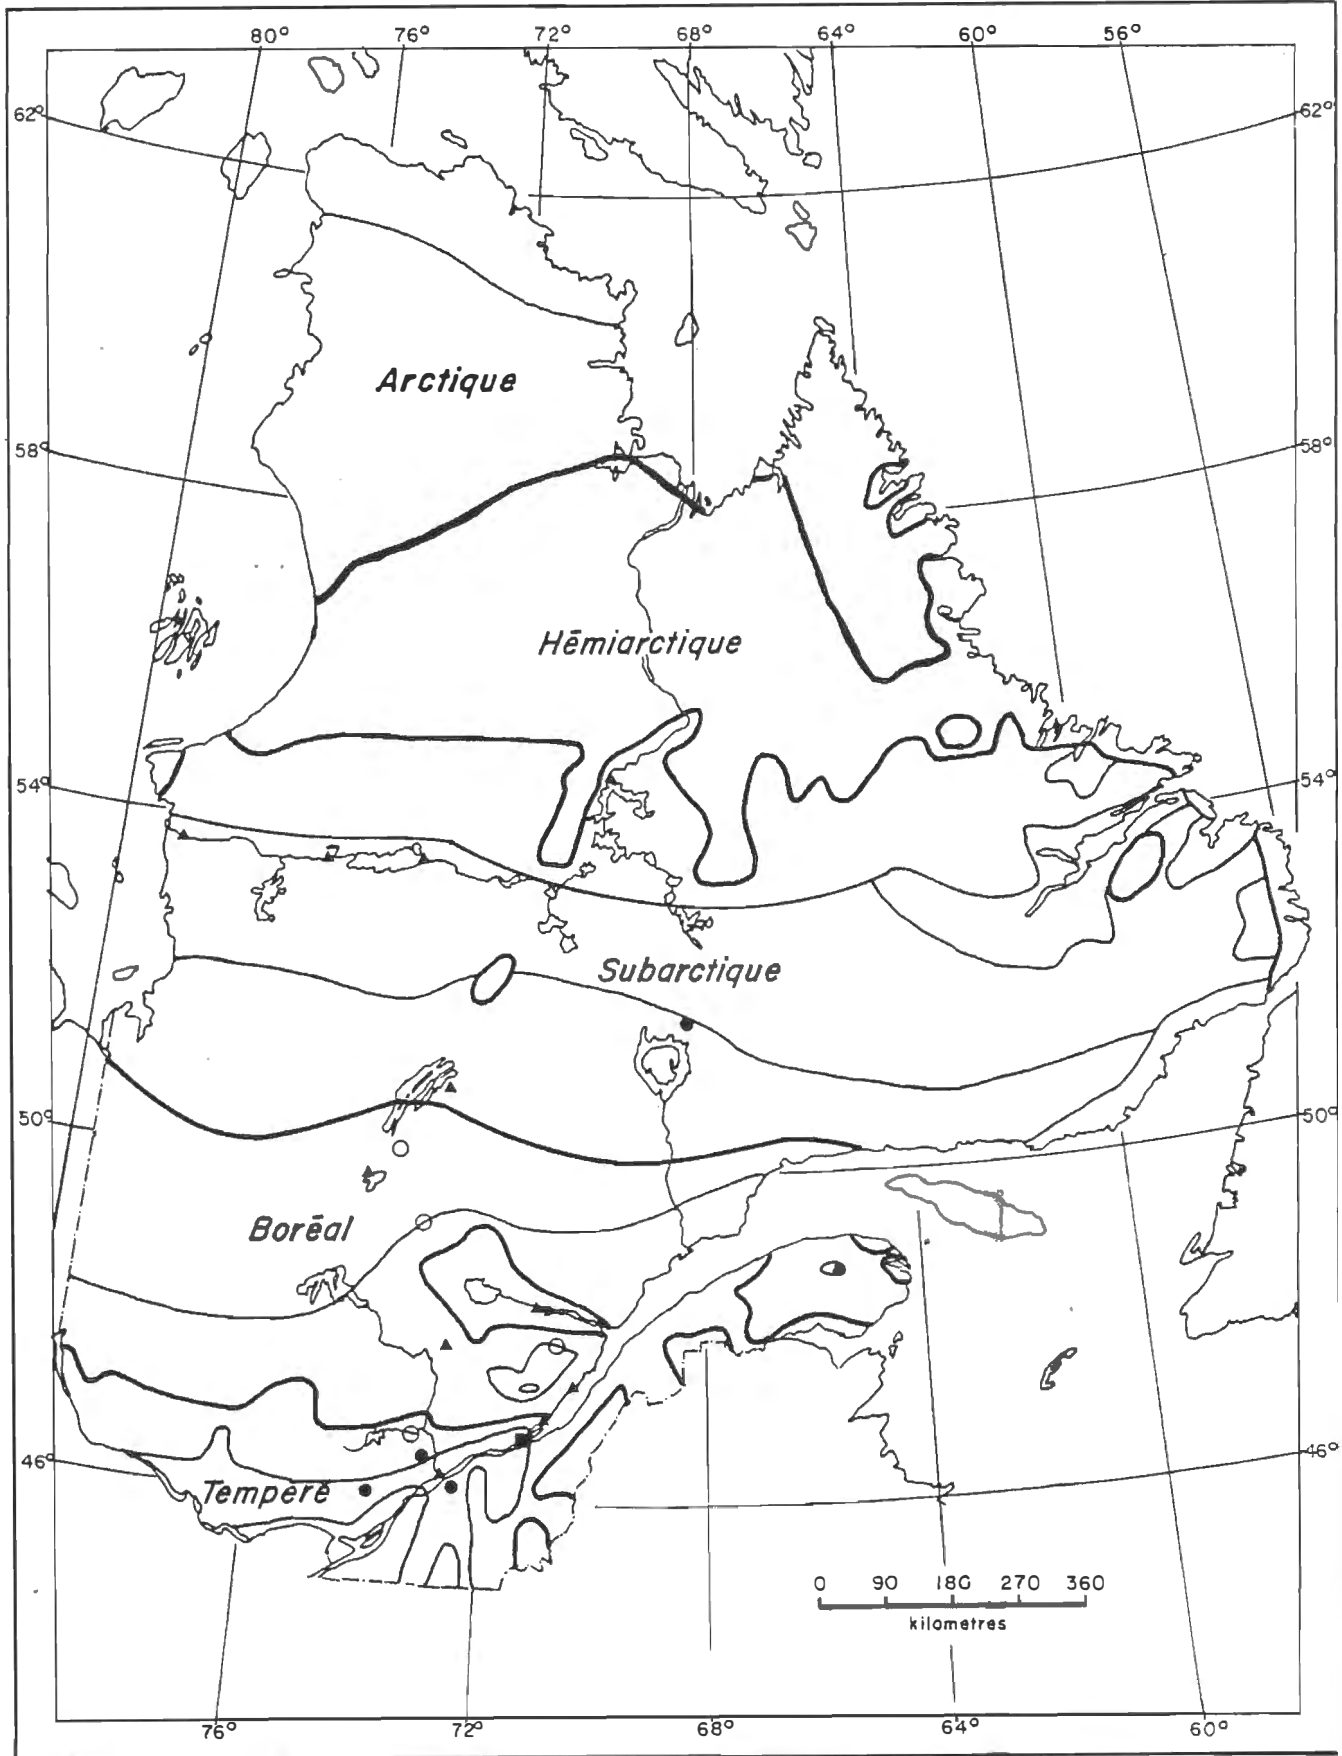 80° 76° 72° 68° 64° 60° 56°
62° 62°
Arctique
58° 58°
Hēmiarctique
54° 54°
Subarctique
50° 50°
Boréal
46° 46°
Tempéré
0 90 180 270 360
kilometres
76° 72° 68° 64° 60°